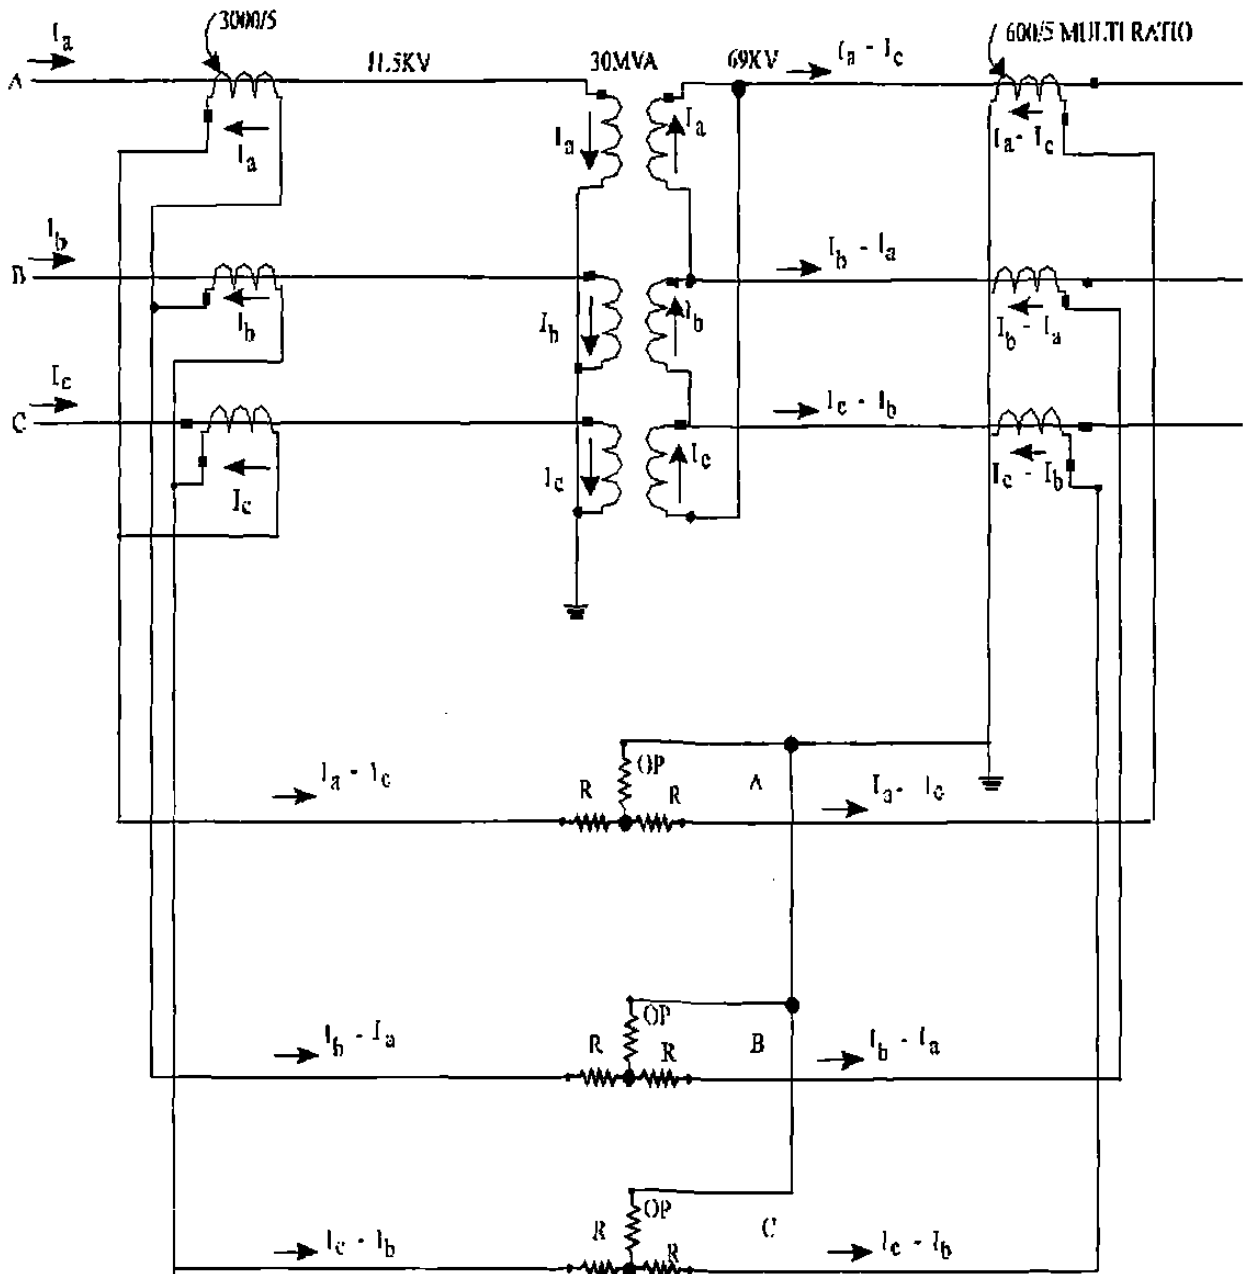 3000/5
600/5 MULTI RATIO
Ia
A
11.5KV
30MVA
69KV
Ia - Ic
Ia
Ia
Ia
Ia - Ic
Ib
B
Ib - Ia
Ib
Ib
Ib
Ib - Ia
Ic
C
Ic - Ib
Ic
Ic
Ic
Ic - Ib
Ia - Ic
R
OP
R
A
Ia - Ic
Ib - Ia
R
OP
R
B
Ib - Ia
Ic - Ib
R
OP
R
C
Ic - Ib